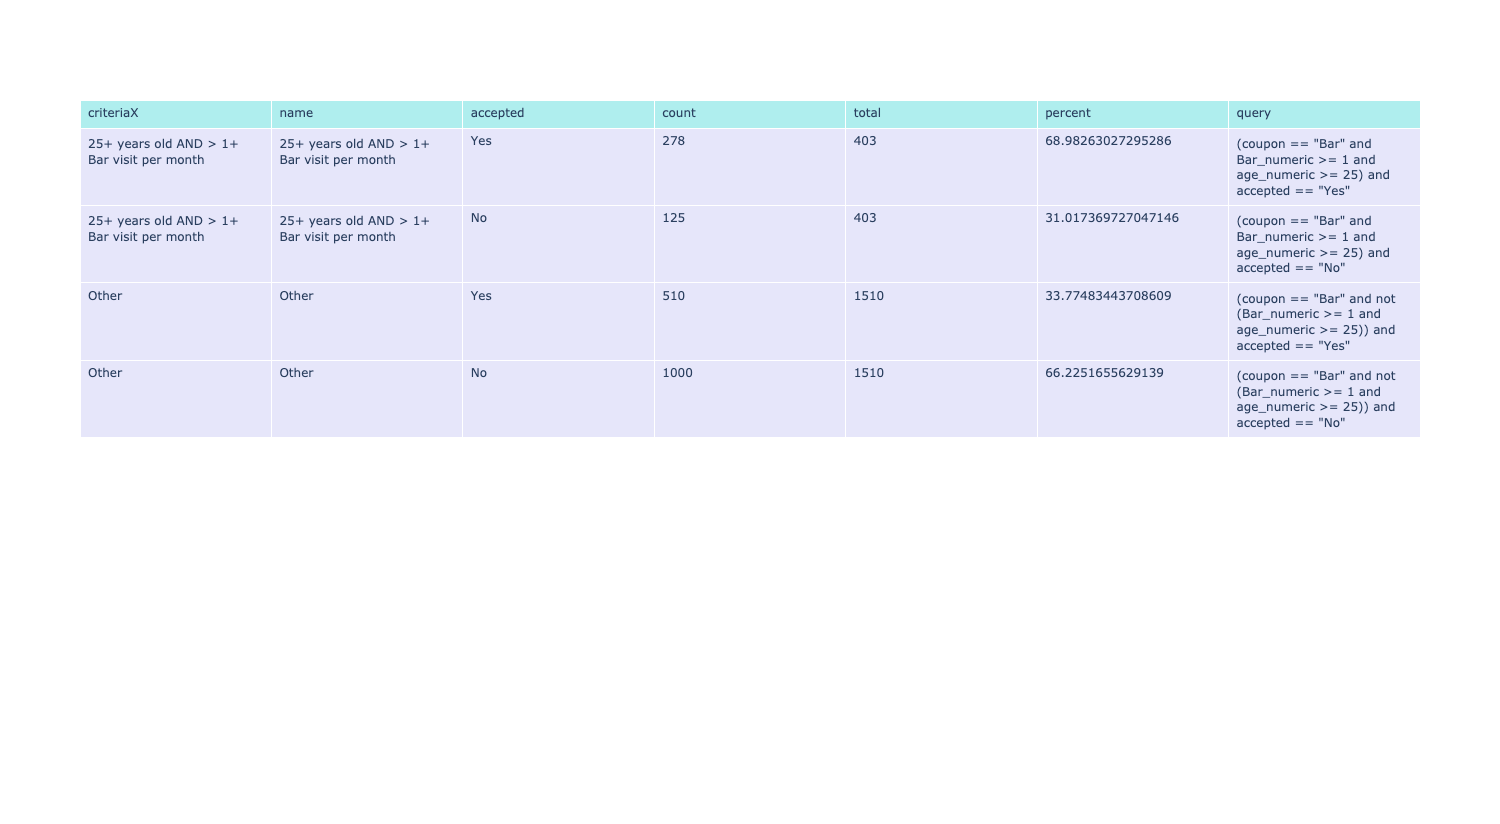 criteriaX name accepted count total percent query
25+ years old AND > 1+ 25+ years old AND > 1+ Yes 278 403 68.98263027295286 (coupon == "Bar" and
Bar visit per month Bar visit per month Bar_numeric >= 1 and
age_numeric >= 25) and
accepted == "Yes"
25+ years old AND > 1+ 25+ years old AND > 1+ No 125 403 31.017369727047146 (coupon == "Bar" and
Bar visit per month Bar visit per month Bar_numeric >= 1 and
age_numeric >= 25) and
accepted == "No"
Other Other Yes 510 1510 33.77483443708609 (coupon == "Bar" and not
(Bar_numeric >= 1 and
age_numeric >= 25)) and
accepted == "Yes"
Other Other No 1000 1510 66.2251655629139 (coupon == "Bar" and not
(Bar_numeric >= 1 and
age_numeric >= 25)) and
accepted == "No"